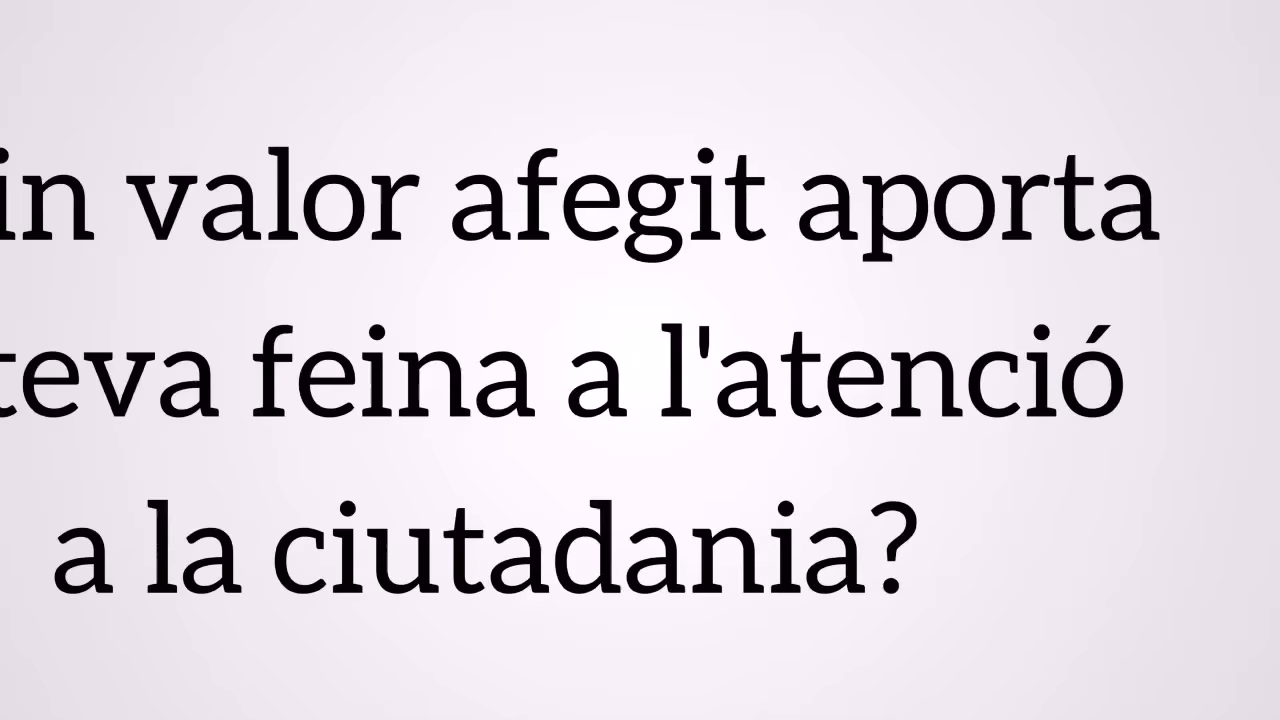 in valor afegit aporta
teva feina a l'atenció
a la ciutadania?